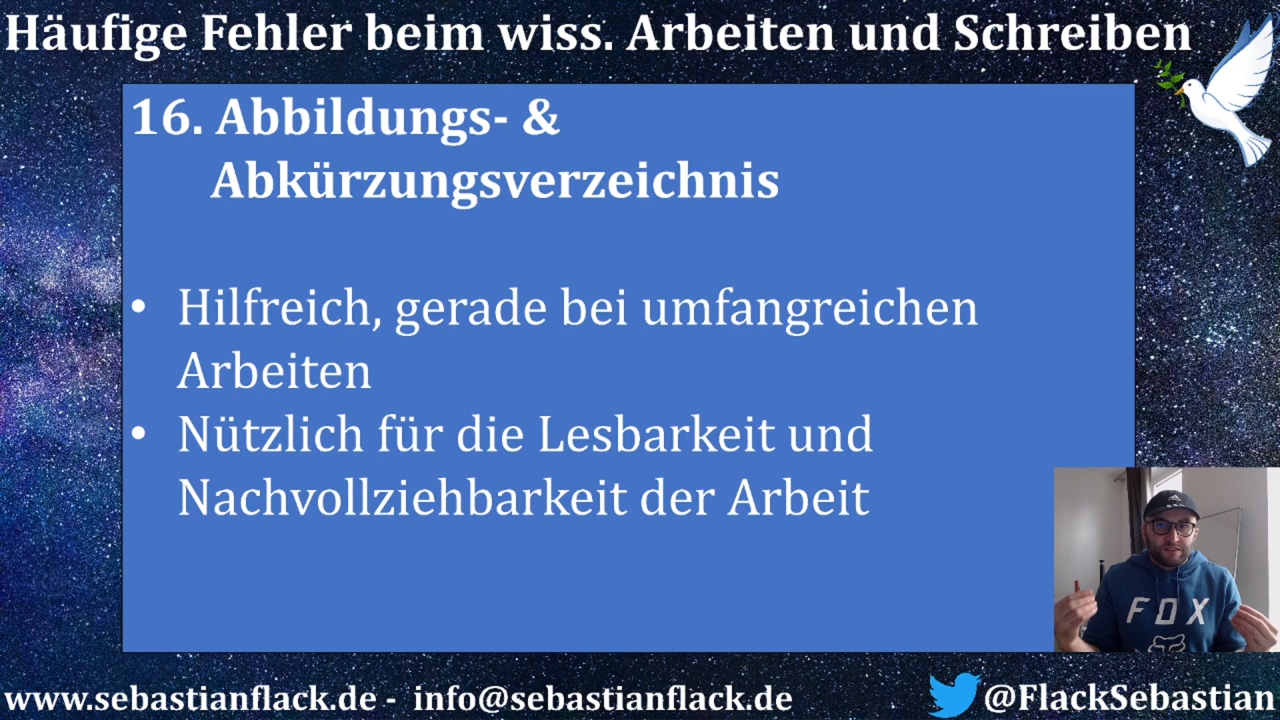 Häufige Fehler beim wiss. Arbeiten und Schreiben
16. Abbildungs- &
Abkürzungsverzeichnis
• Hilfreich, gerade bei umfangreichen
Arbeiten
• Nützlich für die Lesbarkeit und
Nachvollziehbarkeit der Arbeit
FOX
www.sebastianflack.de - info@sebastianflack.de
@FlackSebastian